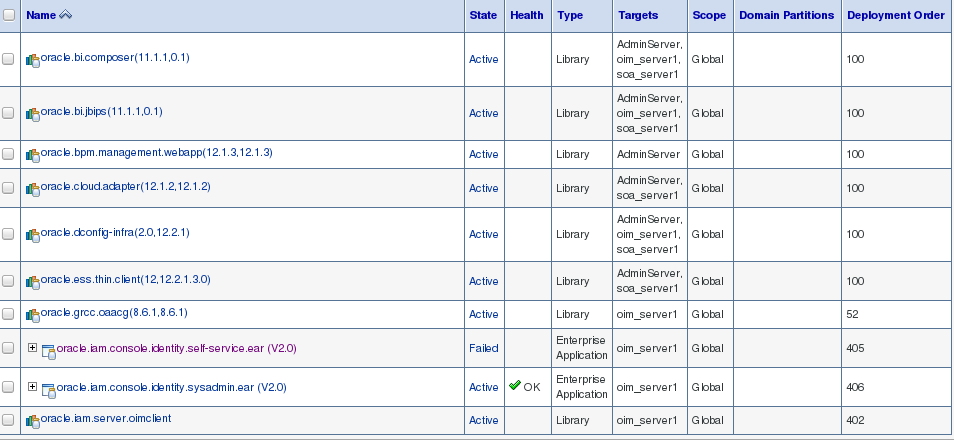 Name State Health Type Targets Scope Domain Partitions Deployment Order
oracle.bi.composer(11.1.1,0.1) Active Library AdminServer, oim_server1, soa_server1 Global 100
oracle.bi.jbips(11.1.1,0.1) Active Library AdminServer, oim_server1, soa_server1 Global 100
oracle.bpm.management.webapp(12.1.3,12.1.3) Active Library AdminServer Global 100
oracle.cloud.adapter(12.1.2,12.1.2) Active Library AdminServer, soa_server1 Global 100
oracle.dconfig-infra(2.0,12.2.1) Active Library AdminServer, oim_server1, soa_server1 Global 100
oracle.ess.thin.client(12,12.2.1.3.0) Active Library AdminServer, soa_server1 Global 100
oracle.grcc.oaacg(8.6.1,8.6.1) Active Library oim_server1 Global 52
oracle.iam.console.identity.self-service.ear (V2.0) Failed Enterprise Application oim_server1 Global 405
oracle.iam.console.identity.sysadmin.ear (V2.0) Active OK Enterprise Application oim_server1 Global 406
oracle.iam.server.oimclient Active Library oim_server1 Global 402